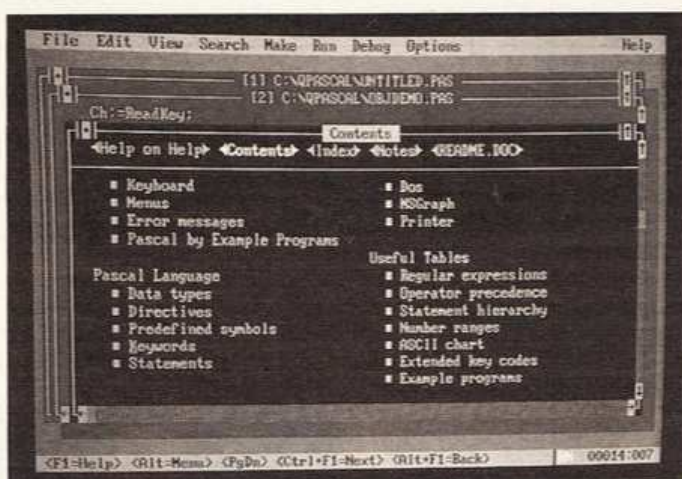 File Edit View Search Make Run Debug Options Help
[1] C:\QPASCAL\UNTITLED.PAS
[2] C:\QPASCAL\OBJDEMO.PAS
Ch:=ReadKey;
Contents
◄Help on Help► ◄Contents► ◄Index► ◄Notes► ◄README.DOC►
■ Keyboard
■ Menus
■ Error messages
■ Pascal by Example Programs
Pascal Language
■ Data types
■ Directives
■ Predefined symbols
■ Keywords
■ Statements
■ Dos
■ MSGraph
■ Printer
Useful Tables
■ Regular expressions
■ Operator precedence
■ Statement hierarchy
■ Number ranges
■ ASCII chart
■ Extended key codes
■ Example programs
<F1=Help> <Alt=Menu> <PgDn> <Ctrl+F1=Next> <Alt+F1=Back> 00014:007